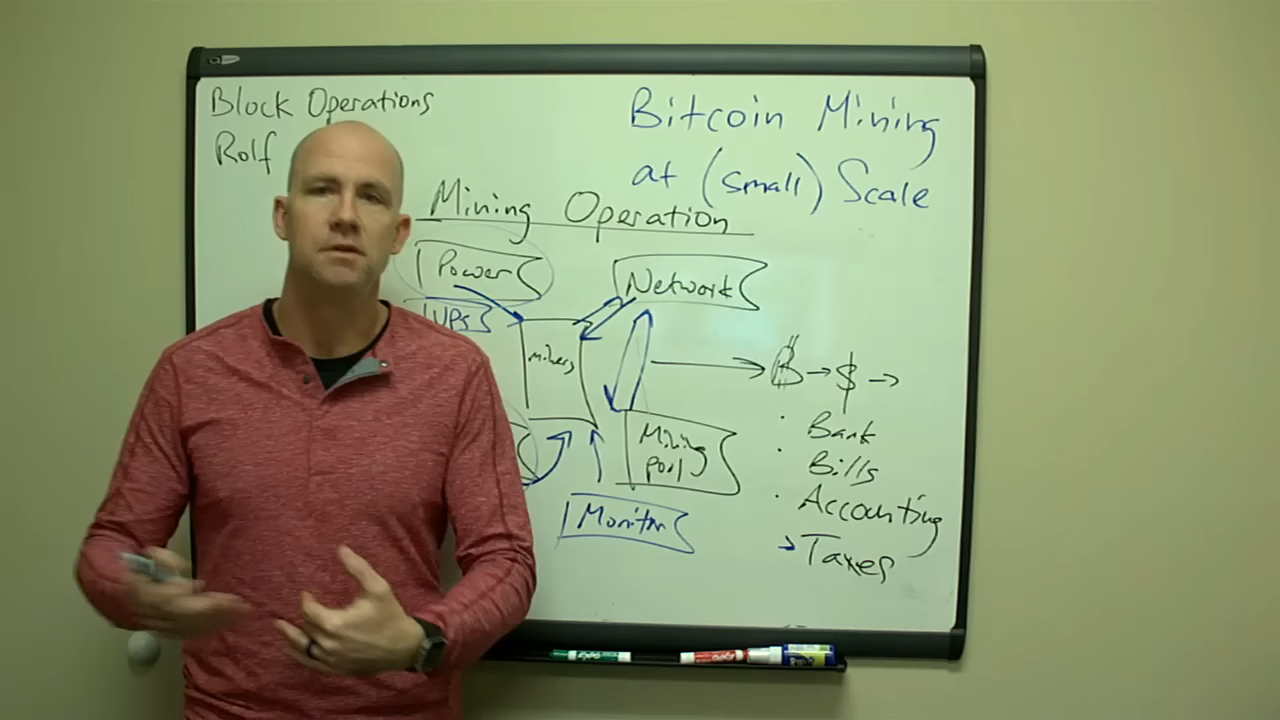 Block Operations
Rolf
Bitcoin Mining
at (small) Scale
Mining Operation
Power
Network
UPS
miners
₿ → $ →
Mining
pool
Monitor
• Bank
• Bills
• Accounting
→ Taxes